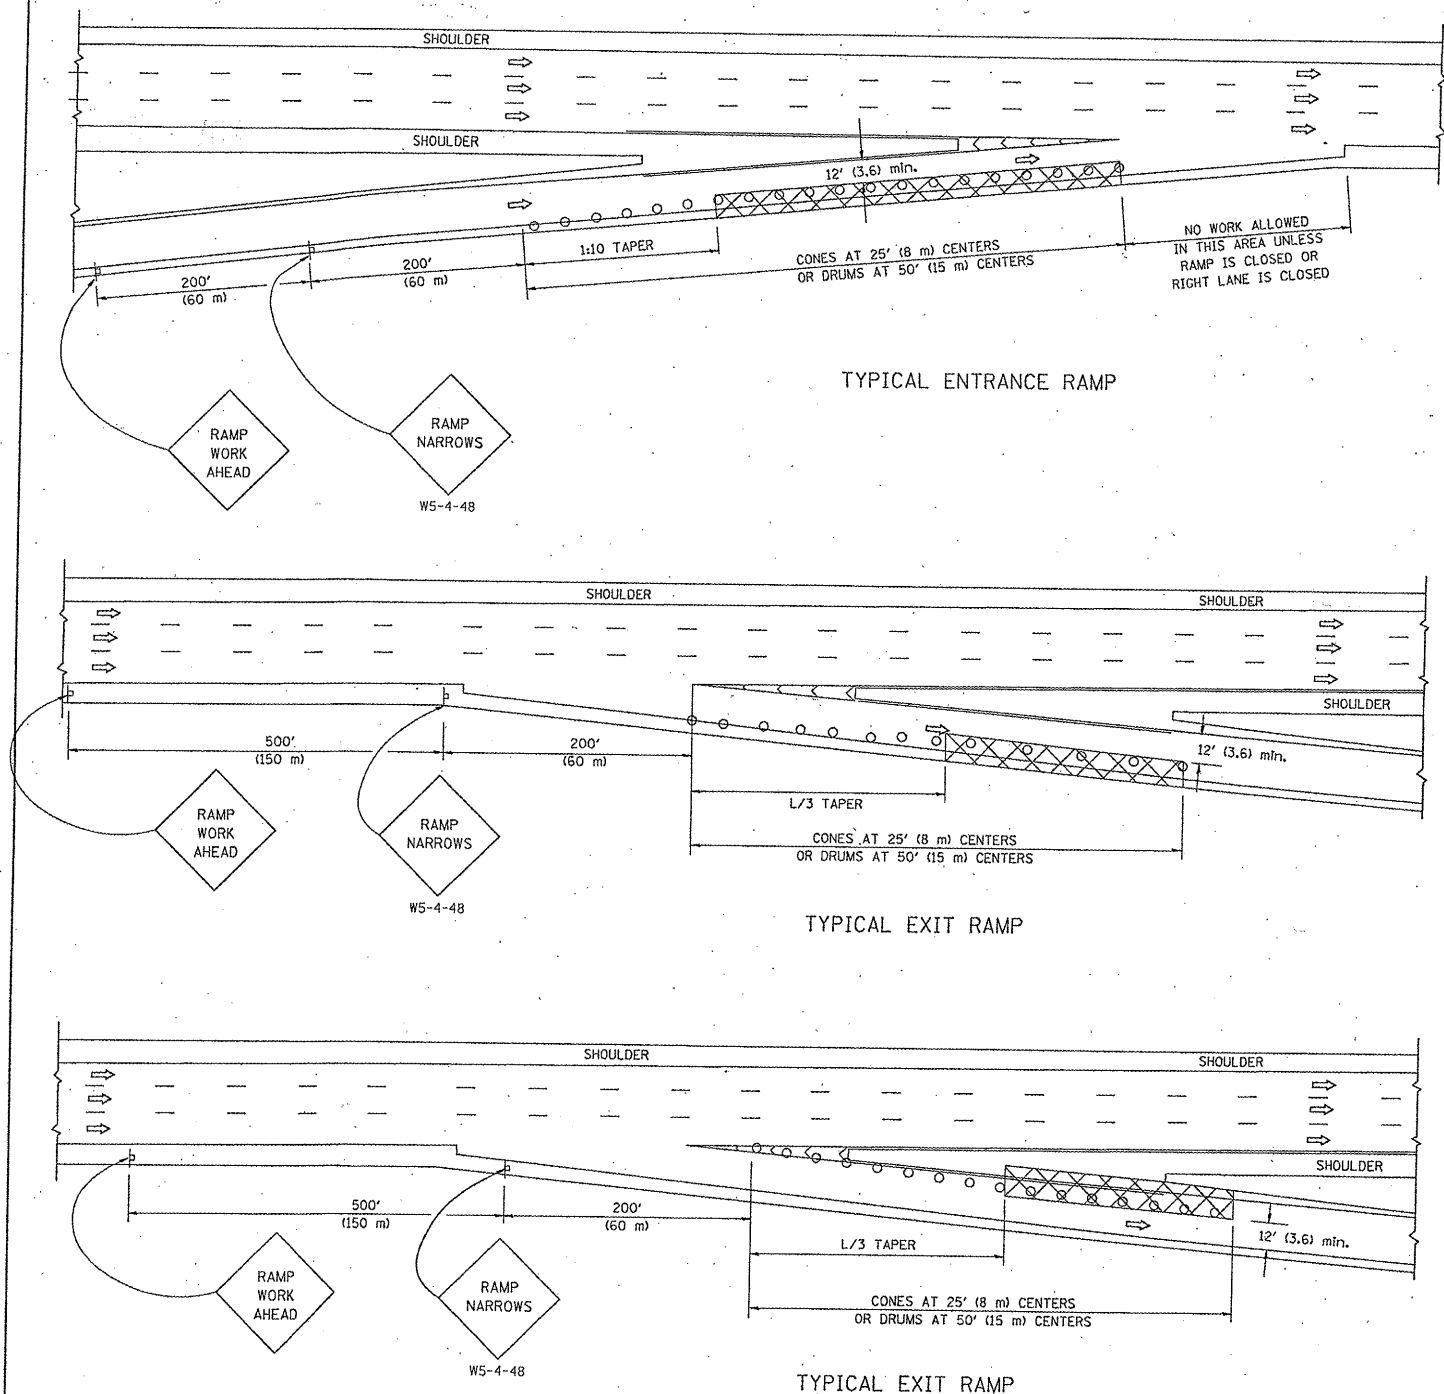 SHOULDER
SHOULDER
12' (3.6) min.
1:10 TAPER
CONES AT 25' (8 m) CENTERS
OR DRUMS AT 50' (15 m) CENTERS
NO WORK ALLOWED
IN THIS AREA UNLESS
RAMP IS CLOSED OR
RIGHT LANE IS CLOSED
200'
(60 m)
200'
(60 m)
RAMP
WORK
AHEAD
RAMP
NARROWS
W5-4-48
TYPICAL ENTRANCE RAMP
SHOULDER
SHOULDER
SHOULDER
500'
(150 m)
200'
(60 m)
12' (3.6) min.
L/3 TAPER
CONES AT 25' (8 m) CENTERS
OR DRUMS AT 50' (15 m) CENTERS
RAMP
WORK
AHEAD
RAMP
NARROWS
W5-4-48
TYPICAL EXIT RAMP
SHOULDER
SHOULDER
SHOULDER
500'
(150 m)
200'
(60 m)
12' (3.6) min.
L/3 TAPER
CONES AT 25' (8 m) CENTERS
OR DRUMS AT 50' (15 m) CENTERS
RAMP
WORK
AHEAD
RAMP
NARROWS
W5-4-48
TYPICAL EXIT RAMP